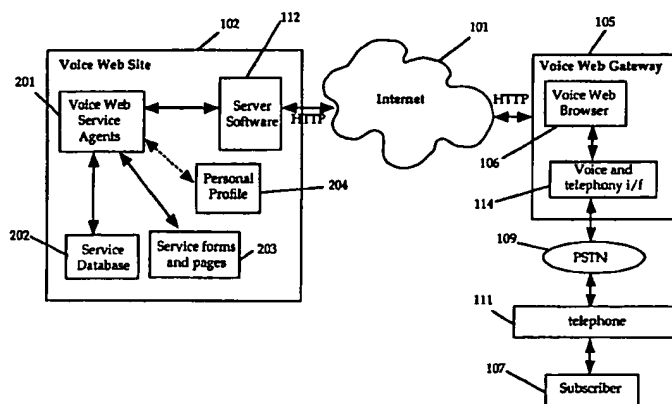 102
112
Voice Web Site
201
Voice Web
Service
Agents
Server
Software
HTTP
Personal
Profile
204
202
Service
Database
Service forms
and pages
203
101
Internet
HTTP
105
Voice Web Gateway
Voice Web
Browser
106
Voice and
telephony i/f
114
109
PSTN
111
telephone
107
Subscriber